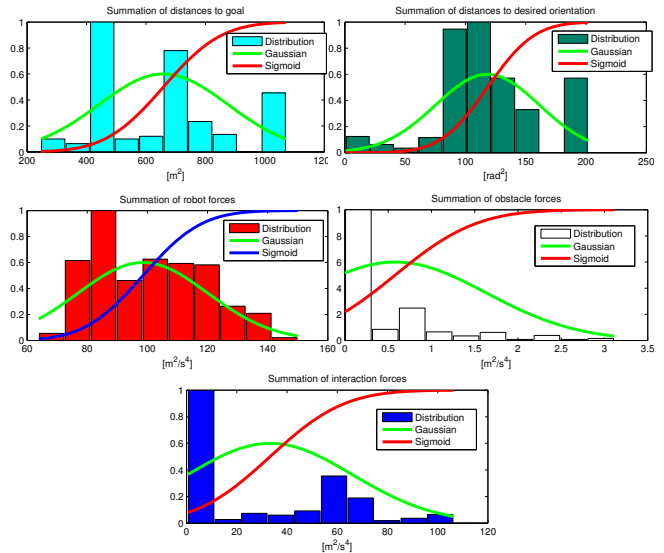 Summation of distances to goal
1
0.8
0.6
0.4
0.2
0
200 400 600 800 1000 1200
[m²]
Distribution
Gaussian
Sigmoid
Summation of distances to desired orientation
1
0.8
0.6
0.4
0.2
0
0 50 100 150 200 250
[rad²]
Distribution
Gaussian
Sigmoid
Summation of robot forces
1
0.8
0.6
0.4
0.2
0
60 80 100 120 140 160
[m²/s⁴]
Distribution
Gaussian
Sigmoid
Summation of obstacle forces
1
0.8
0.6
0.4
0.2
0
0 0.5 1 1.5 2 2.5 3 3.5
[m²/s⁴]
Distribution
Gaussian
Sigmoid
Summation of interaction forces
1
0.8
0.6
0.4
0.2
0
0 20 40 60 80 100 120
[m²/s⁴]
Distribution
Gaussian
Sigmoid